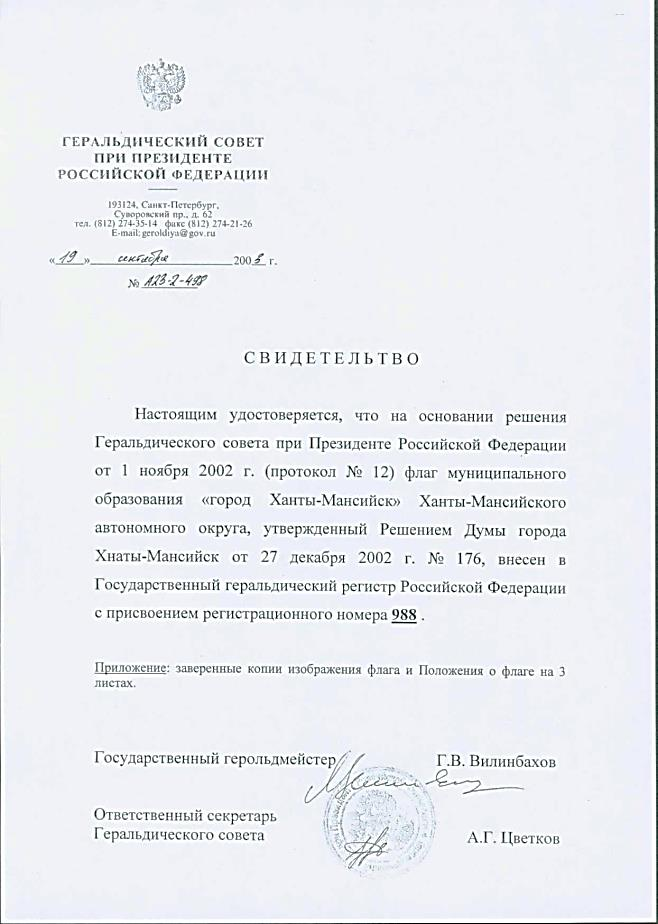 ГЕРАЛЬДИЧЕСКИЙ СОВЕТ
ПРИ ПРЕЗИДЕНТЕ
РОССИЙСКОЙ ФЕДЕРАЦИИ
193124, Санкт-Петербург,
Суворовский пр., д. 62
тел. (812) 274-35-14 факс (812) 274-21-26
E-mail: geroldiya@gov.ru
«19» сентября 2003 г.
№ А23-2-498
СВИДЕТЕЛЬСТВО
Настоящим удостоверяется, что на основании решения
Геральдического совета при Президенте Российской Федерации
от 1 ноября 2002 г. (протокол № 12) флаг муниципального
образования «город Ханты-Мансийск» Ханты-Мансийского
автономного округа, утвержденный Решением Думы города
Хнаты-Мансийск от 27 декабря 2002 г. № 176, внесен в
Государственный геральдический регистр Российской Федерации
с присвоением регистрационного номера 988 .
Приложение: заверенные копии изображения флага и Положения о флаге на 3
листах.
Государственный герольдмейстер Г.В. Вилинбахов
Ответственный секретарь
Геральдического совета А.Г. Цветков